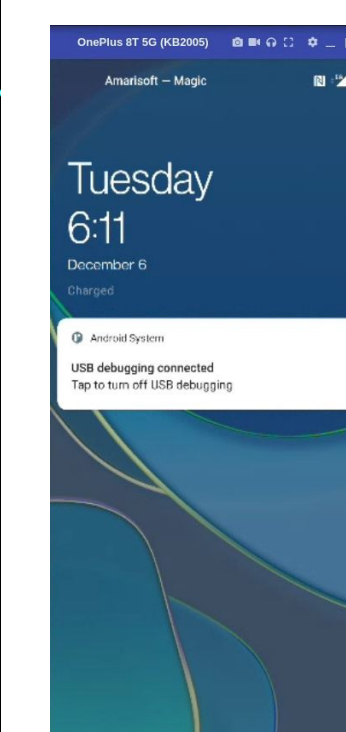 OnePlus 8T 5G (KB2005)
Amarisoft — Magic
Tuesday
6:11
December 6
Charged
Android System
USB debugging connected
Tap to turn off USB debugging